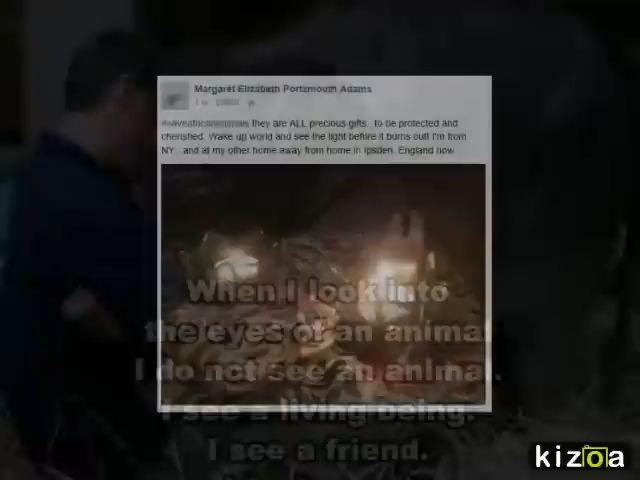 Margaret Elizabeth Portsmouth Adams
they are ALL precious gifts.. to be protected and
cherished. Wake up world and see the light before it burns out! I'm from
NY.. and at my other home away from home in Ipsden, England now.
When I look into
the eyes of an animal
I do not see an animal.
I see a living being.
I see a friend.
kizoa